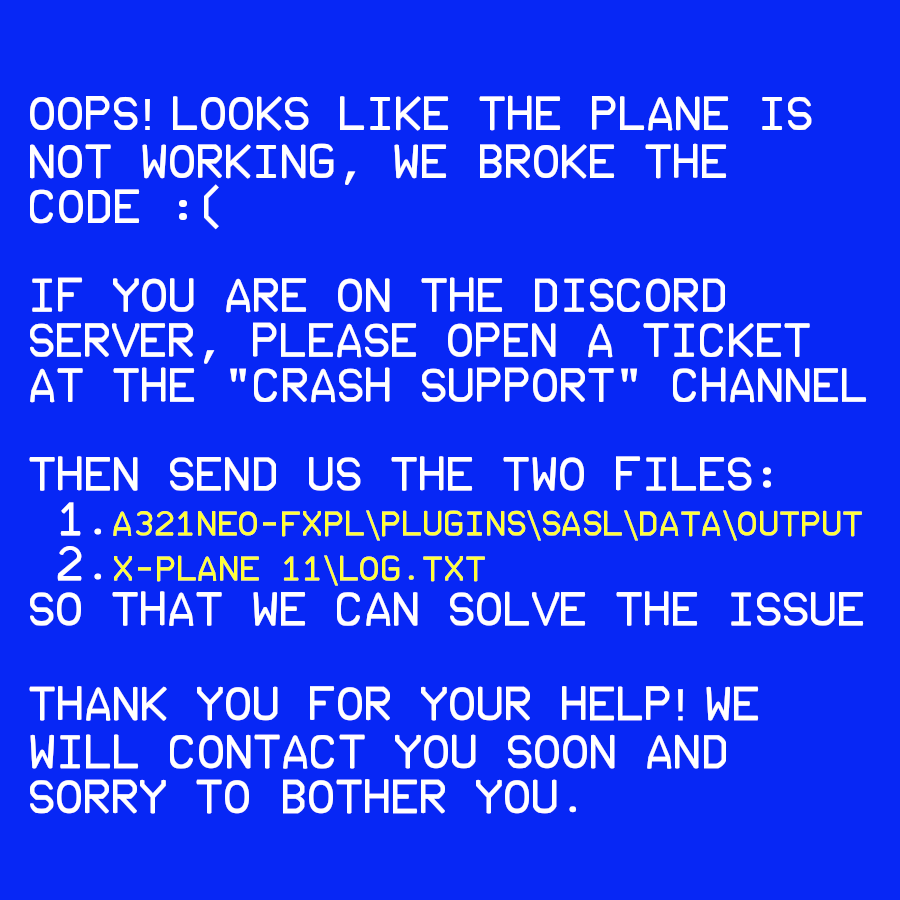 OOPS! LOOKS LIKE THE PLANE IS
NOT WORKING, WE BROKE THE
CODE :(
IF YOU ARE ON THE DISCORD
SERVER, PLEASE OPEN A TICKET
AT THE "CRASH SUPPORT" CHANNEL
THEN SEND US THE TWO FILES:
1.A321NEO-FXPL\PLUGINS\SASL\DATA\OUTPUT
2.X-PLANE 11\LOG.TXT
SO THAT WE CAN SOLVE THE ISSUE
THANK YOU FOR YOUR HELP! WE
WILL CONTACT YOU SOON AND
SORRY TO BOTHER YOU.